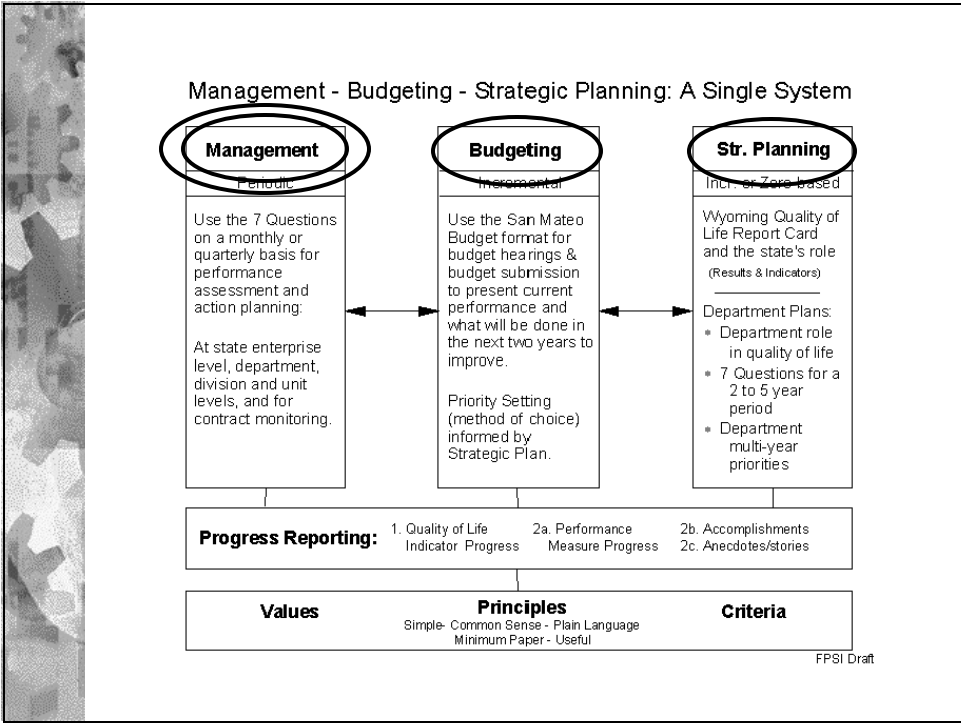 Management - Budgeting - Strategic Planning: A Single System
Management
Periodic
Use the 7 Questions
on a monthly or
quarterly basis for
performance
assessment and
action planning:
At state enterprise
level, department,
division and unit
levels, and for
contract monitoring.
Budgeting
Incremental
Use the San Mateo
Budget format for
budget hearings &
budget submission
to present current
performance and
what will be done in
the next two years to
improve.
Priority Setting
(method of choice)
informed by
Strategic Plan.
Str. Planning
Incr. or Zero based
Wyoming Quality of
Life Report Card
and the state's role
(Results & Indicators)
Department Plans:
* Department role
in quality of life
* 7 Questions for a
2 to 5 year
period
* Department
multi-year
priorities
Progress Reporting:
1. Quality of Life
Indicator Progress
2a. Performance
Measure Progress
2b. Accomplishments
2c. Anecdotes/stories
Values
Principles
Simple- Common Sense - Plain Language
Minimum Paper - Useful
Criteria
FPSI Draft